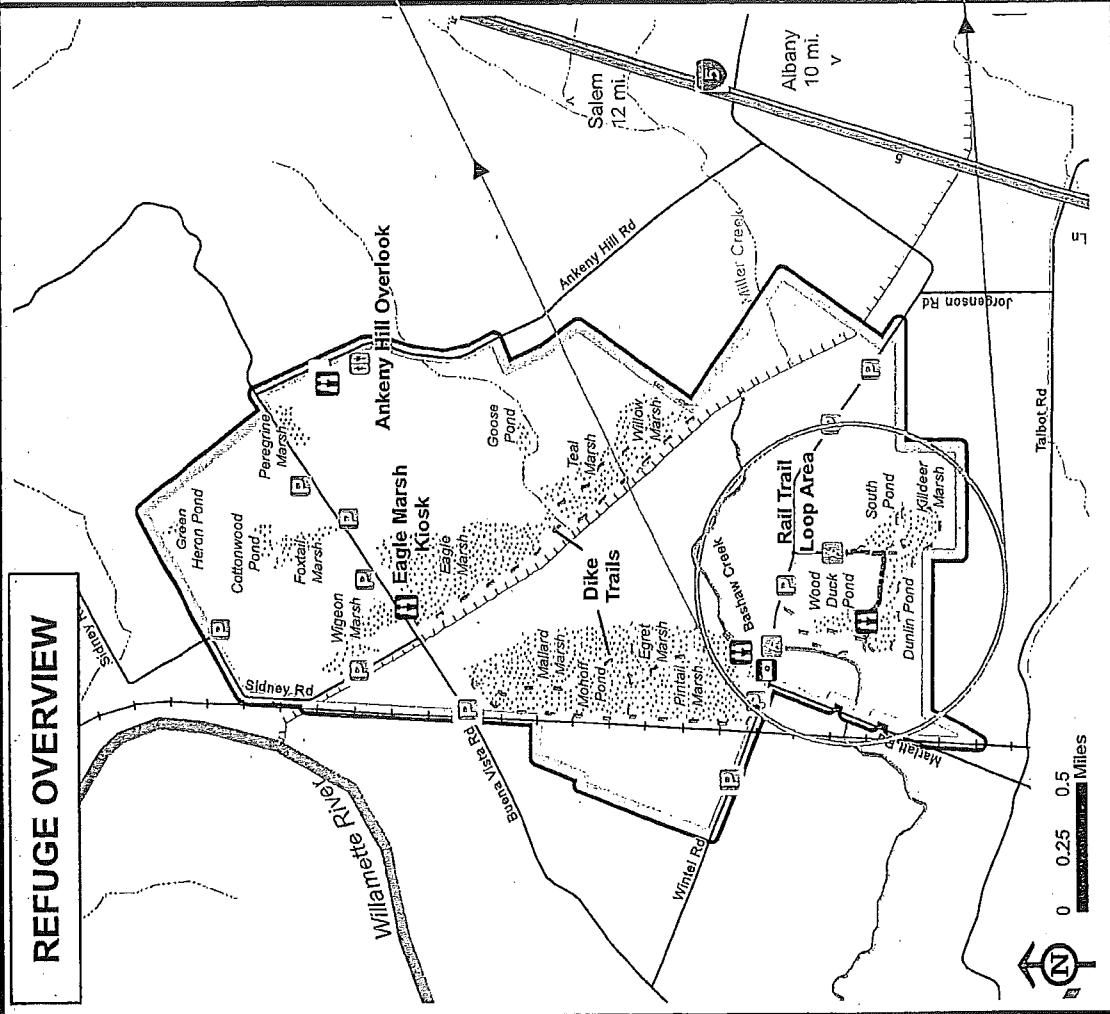 REFUGE OVERVIEW
Willamette River
Sidney Rd
Buena Vista Rd
Wintel Rd
Green
Heron Pond
Cottonwood
Pond
Foxtail
Marsh
Peregrine
Marsh
Wigeon
Marsh
Eagle Marsh
Kiosk
Eagle
Marsh
Ankeny Hill Overlook
Goose
Pond
Teal
Marsh
Willow
Marsh
Ankeny Hill Rd
Miller Creek
Salem
12 mi.
5
Albany
10 mi.
v
Dike
Trails
Mallard
Marsh
Mohoff
Pond
Egret
Marsh
Pintail
Marsh
Bashaw Creek
Rail Trail
Loop Area
Wood
Duck
Pond
South
Pond
Killdeer
Marsh
Dunlin Pond
Jorgenson Rd
Talbot Rd
Ln
P
P
P
P
P
P
P
P
P
P
P
P
N
0 0.25 0.5
Miles